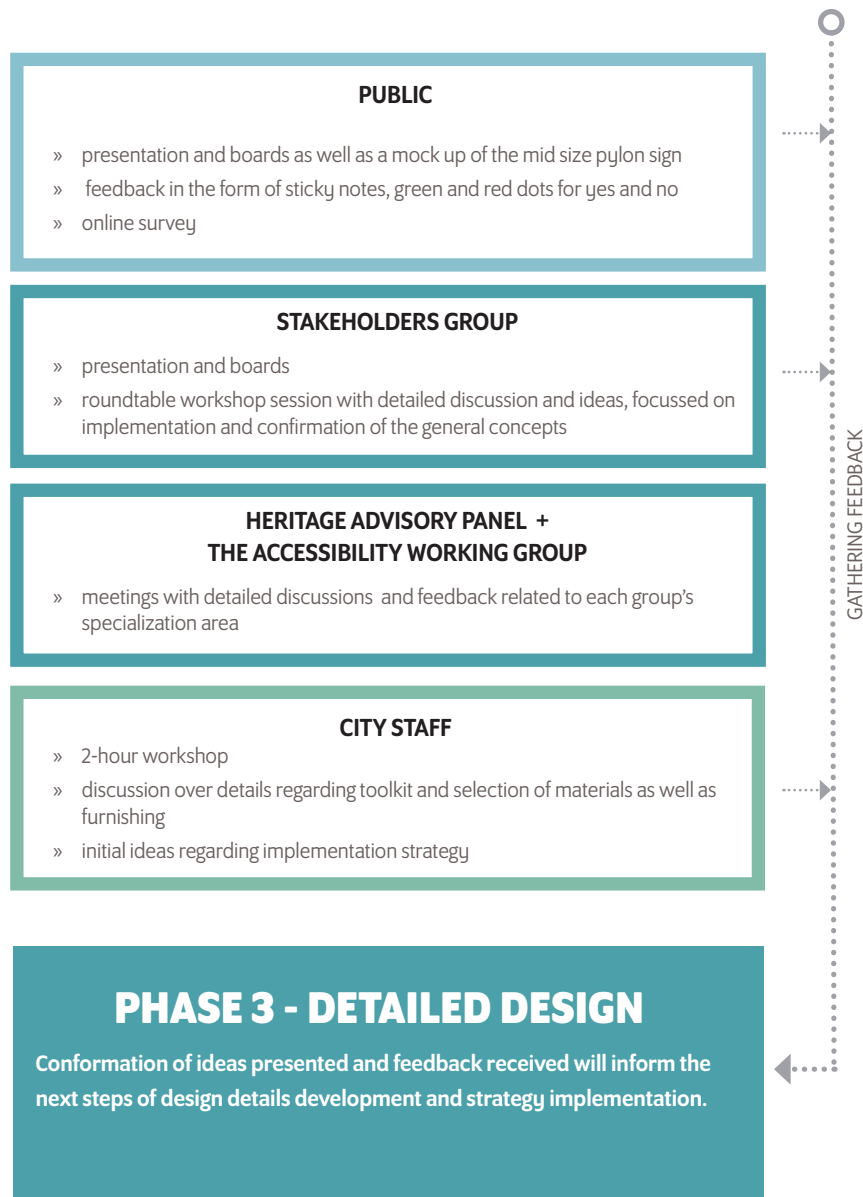 PUBLIC
» presentation and boards as well as a mock up of the mid size pylon sign
» feedback in the form of sticky notes, green and red dots for yes and no
» online survey
STAKEHOLDERS GROUP
» presentation and boards
» roundtable workshop session with detailed discussion and ideas, focussed on
implementation and confirmation of the general concepts
HERITAGE ADVISORY PANEL +
THE ACCESSIBILITY WORKING GROUP
» meetings with detailed discussions and feedback related to each group's
specialization area
CITY STAFF
» 2-hour workshop
» discussion over details regarding toolkit and selection of materials as well as
furnishing
» initial ideas regarding implementation strategy
GATHERING FEEDBACK
PHASE 3 - DETAILED DESIGN
Conformation of ideas presented and feedback received will inform the
next steps of design details development and strategy implementation.